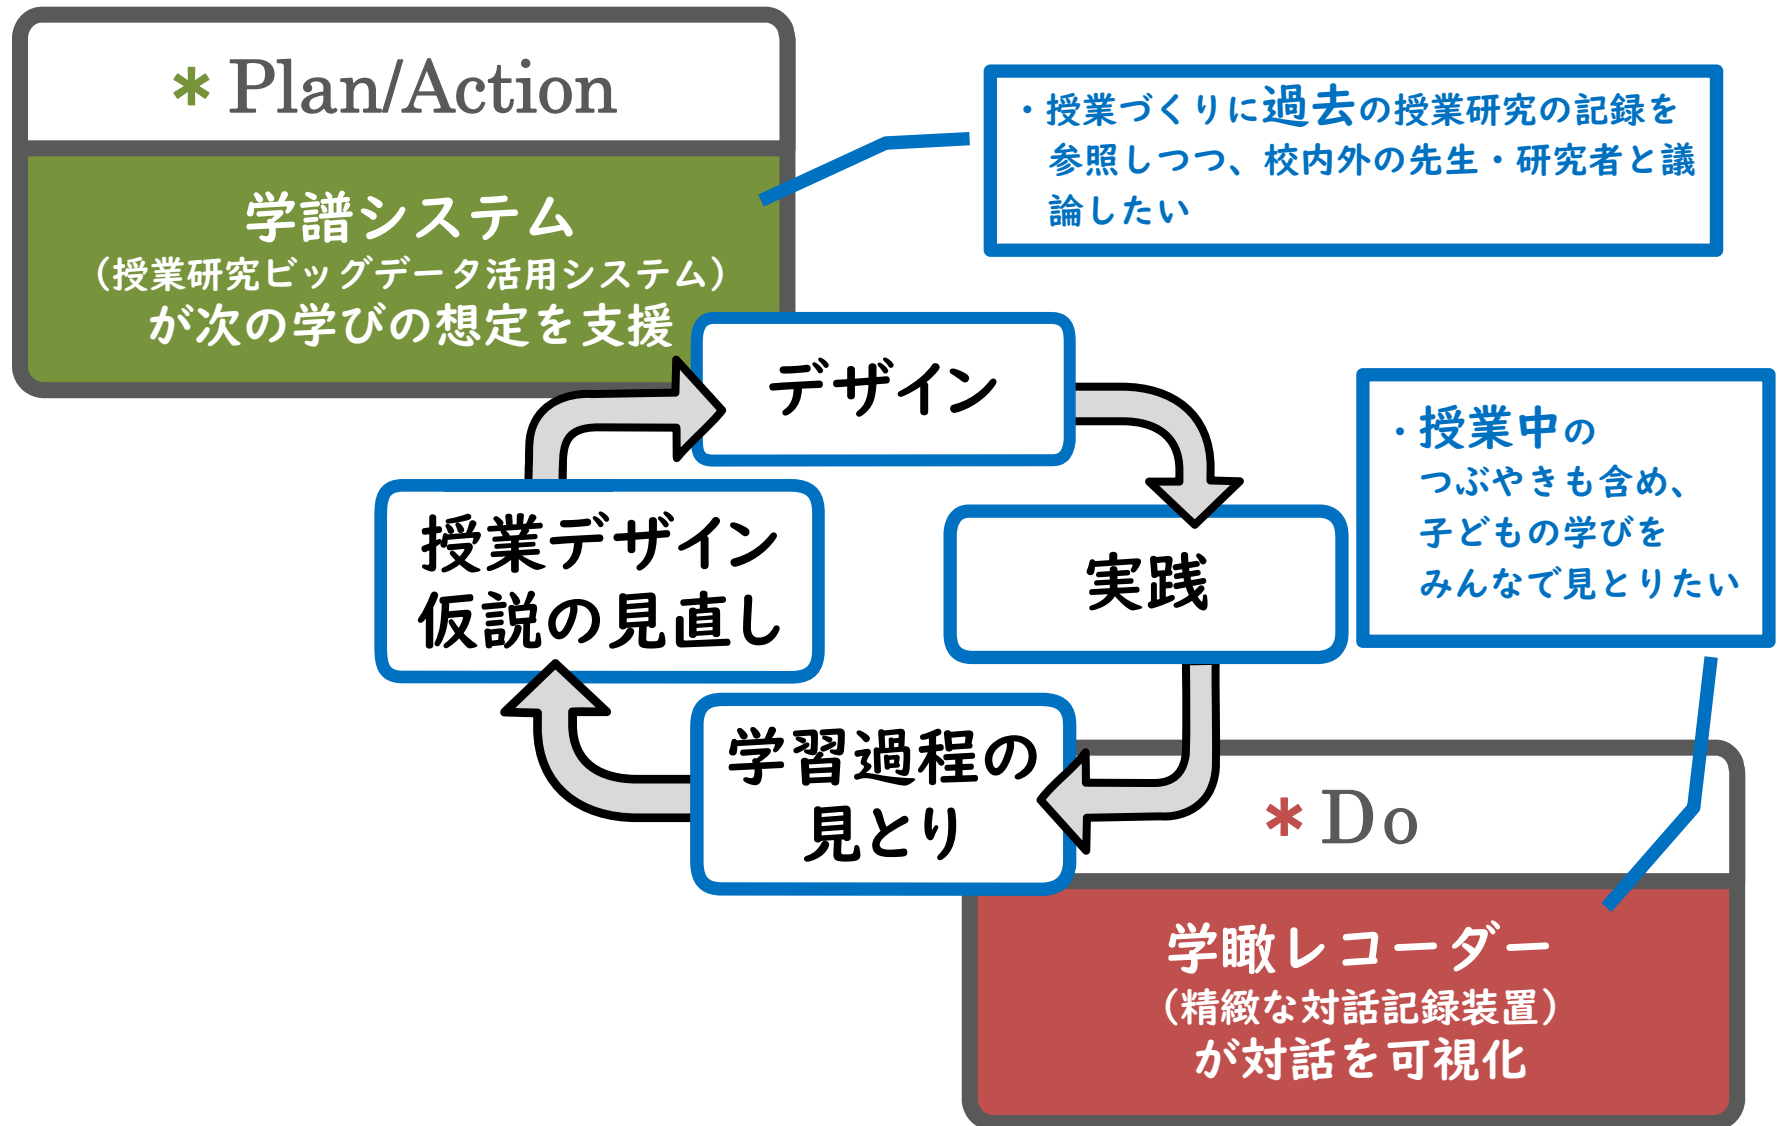 * Plan/Action
学譜システム
（授業研究ビッグデータ活用システム）
が次の学びの想定を支援
・授業づくりに過去の授業研究の記録を
参照しつつ、校内外の先生・研究者と議
論したい
デザイン
・授業中の
つぶやきも含め、
子どもの学びを
みんなで見とりたい
授業デザイン
仮説の見直し
実践
学習過程の
見とり
* Do
学瞰レコーダー
（精緻な対話記録装置）
が対話を可視化